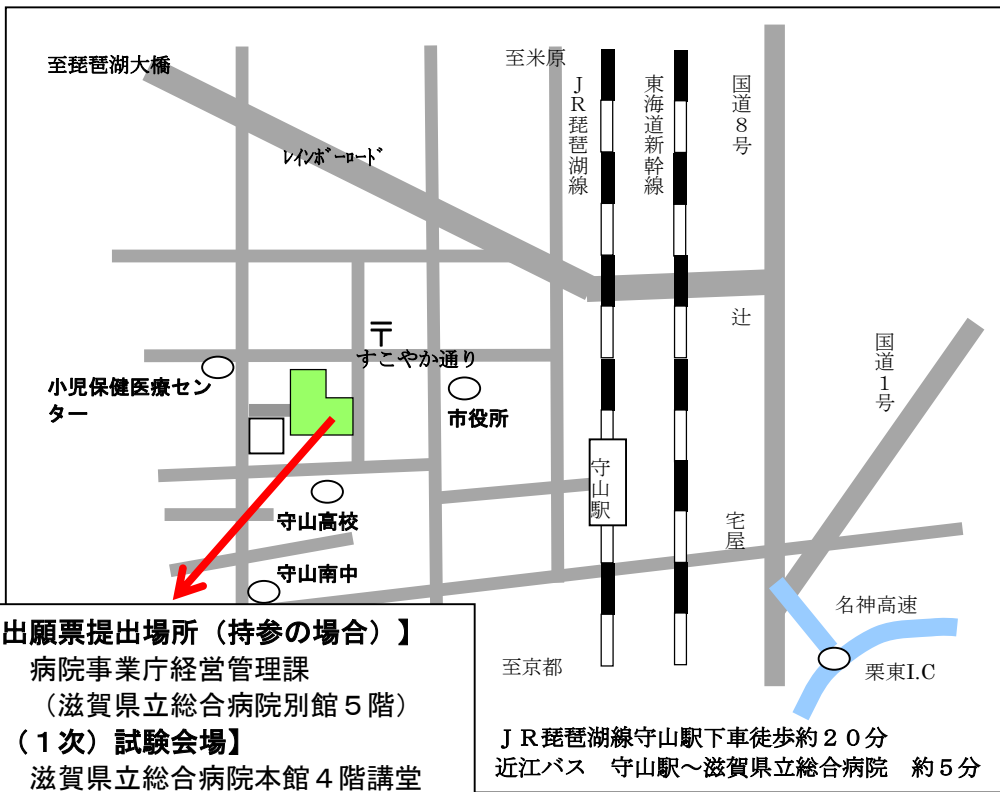 至琵琶湖大橋
至米原
レインボーロード
ＪＲ琵琶湖線
東海道新幹線
国道８号
〒
すこやか通り
辻
国道１号
小児保健医療セン
ター
市役所
守山駅
守山高校
宅屋
守山南中
名神高速
栗東I.C
至京都
出願票提出場所（持参の場合）】
病院事業庁経営管理課
（滋賀県立総合病院別館５階）
（１次）試験会場】
滋賀県立総合病院本館４階講堂
ＪＲ琵琶湖線守山駅下車徒歩約２０分
近江バス　守山駅～滋賀県立総合病院　約５分